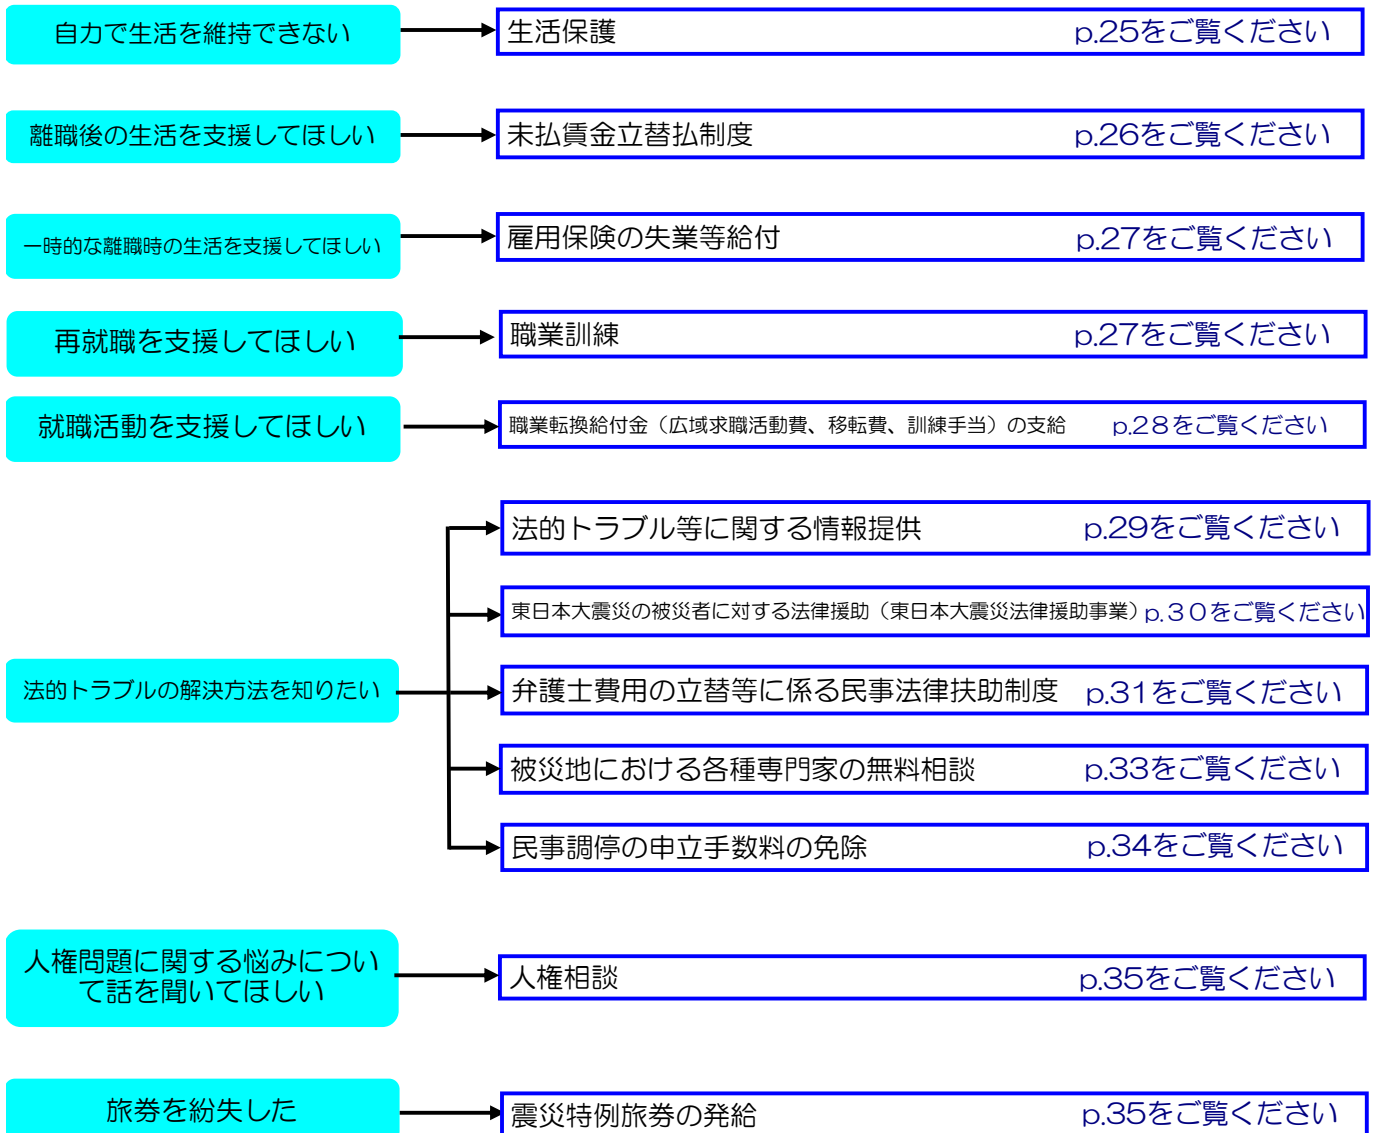 自力で生活を維持できない
生活保護 p.25をご覧ください
離職後の生活を支援してほしい
未払賃金立替払制度 p.26をご覧ください
一時的な離職時の生活を支援してほしい
雇用保険の失業等給付 p.27をご覧ください
再就職を支援してほしい
職業訓練 p.27をご覧ください
就職活動を支援してほしい
職業転換給付金（広域求職活動費、移転費、訓練手当）の支給 p.28をご覧ください
法的トラブルの解決方法を知りたい
法的トラブル等に関する情報提供 p.29をご覧ください
東日本大震災の被災者に対する法律援助（東日本大震災法律援助事業） p.30をご覧ください
弁護士費用の立替等に係る民事法律扶助制度 p.31をご覧ください
被災地における各種専門家の無料相談 p.33をご覧ください
民事調停の申立手数料の免除 p.34をご覧ください
人権問題に関する悩みについ
て話を聞いてほしい
人権相談 p.35をご覧ください
旅券を紛失した
震災特例旅券の発給 p.35をご覧ください